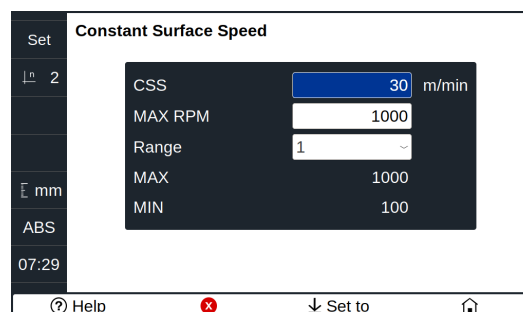 Set
Constant Surface Speed
n 2
CSS 30 m/min
MAX RPM 1000
Range 1
MAX 1000
MIN 100
mm
ABS
07:29
? Help X Set to